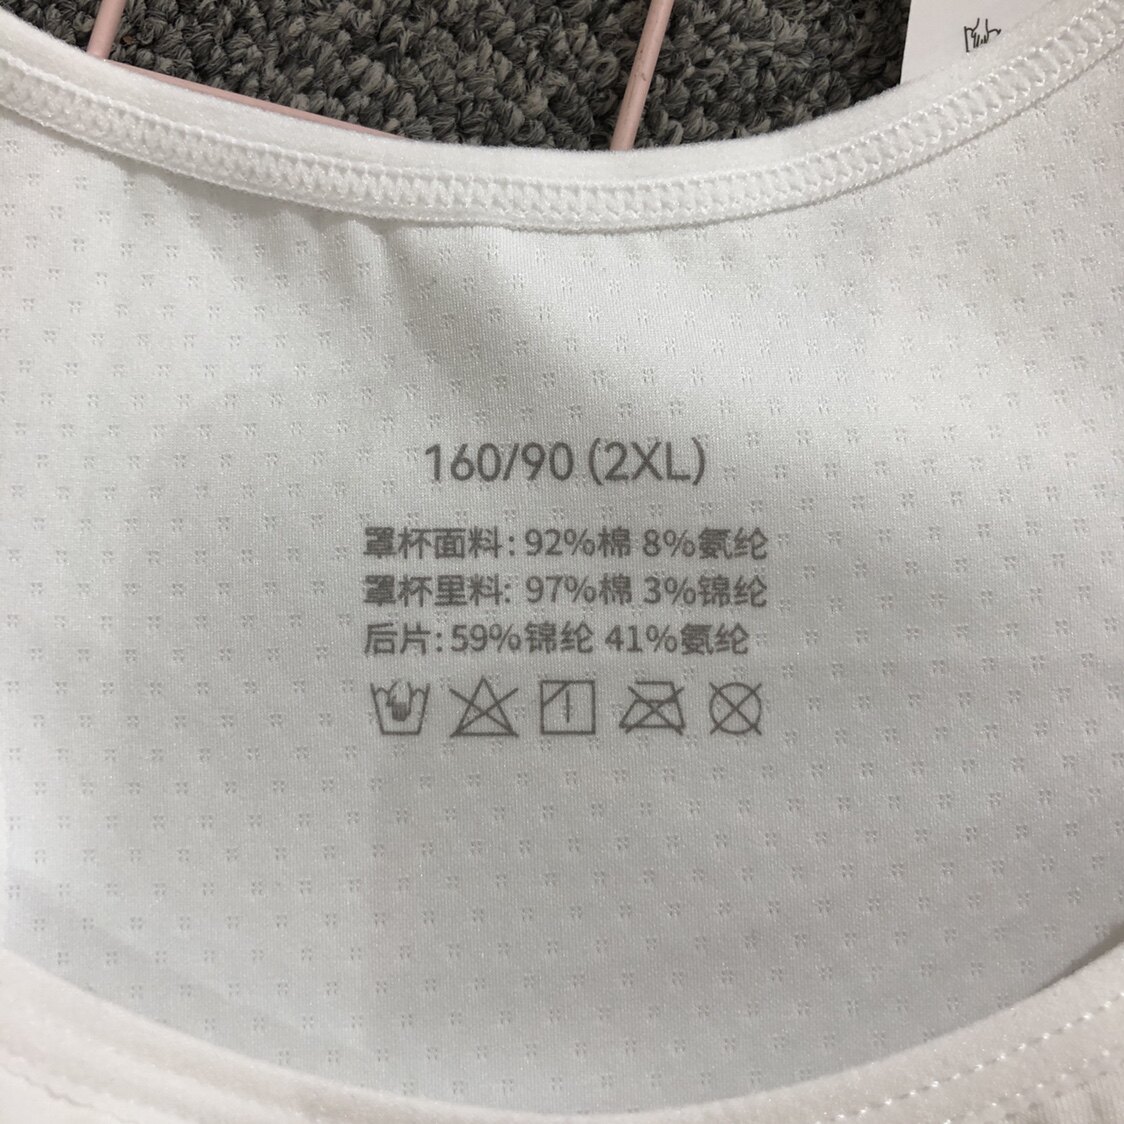 160/90 (2XL)
罩杯面料: 92%棉 8%氨纶
罩杯里料: 97%棉 3%锦纶
后片: 59%锦纶 41%氨纶